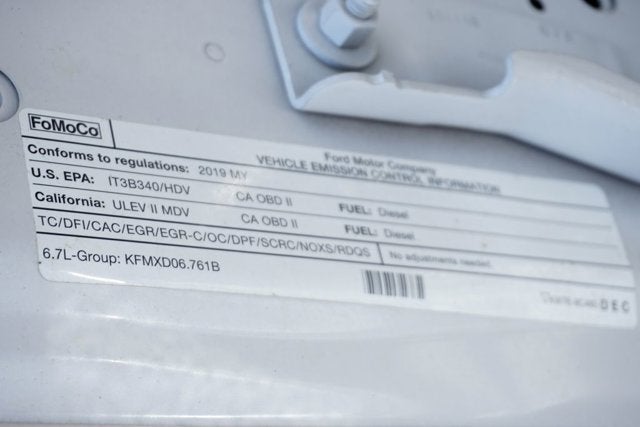 FoMoCo
Ford Motor Company
VEHICLE EMISSION CONTROL INFORMATION
Conforms to regulations: 2019 MY
U.S. EPA: IT3B340/HDV CA OBD II FUEL: Diesel
California: ULEV II MDV CA OBD II FUEL: Diesel
TC/DFI/CAC/EGR/EGR-C/OC/DPF/SCRC/NOXS/RDQS No adjustments needed.
6.7L-Group: KFMXD06.761B
DEC